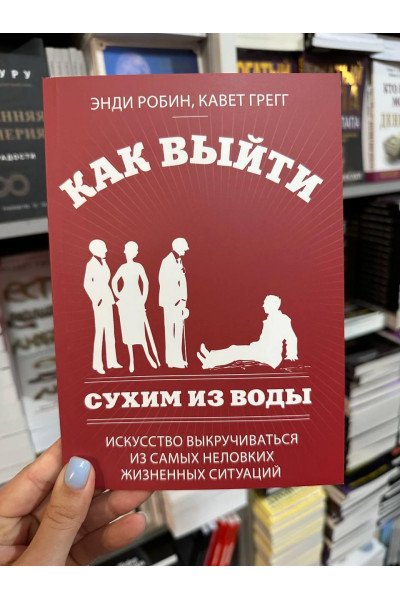 ЭНДИ РОБИН, КАВЕТ ГРЕГГ
КАК ВЫЙТИ
СУХИМ ИЗ ВОДЫ
ИСКУССТВО ВЫКРУЧИВАТЬСЯ
ИЗ САМЫХ НЕЛОВКИХ
ЖИЗНЕННЫХ СИТУАЦИЙ